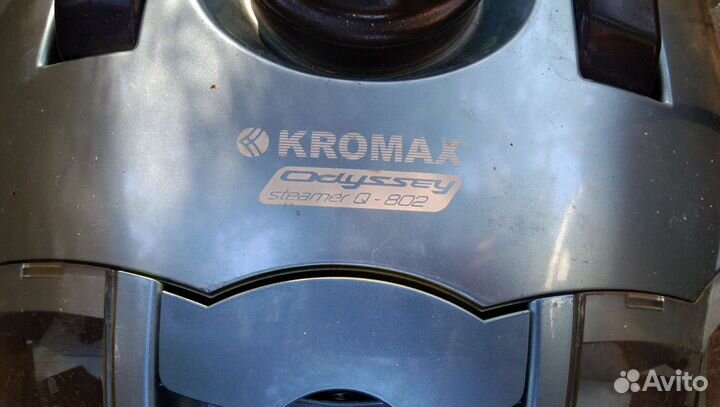 KROMAX
Odyssey
steamer Q - 802
Avito